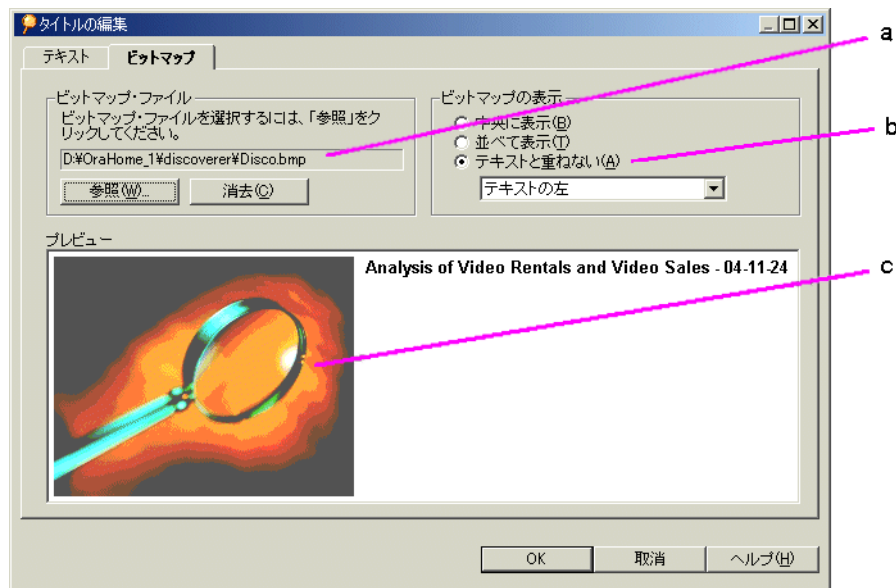 タイトルの編集
テキスト
ビットマップ
a
ビットマップ・ファイル
ビットマップ・ファイルを選択するには、「参照」をク
リックしてください。
D:¥OraHome_1¥discoverer¥Disco.bmp
参照(W)...
消去(C)
ビットマップの表示
中央に表示(B)
並べて表示(T)
テキストと重ねない(A)
b
テキストの左
プレビュー
Analysis of Video Rentals and Video Sales - 04-11-24
c
OK
取消
ヘルプ(H)